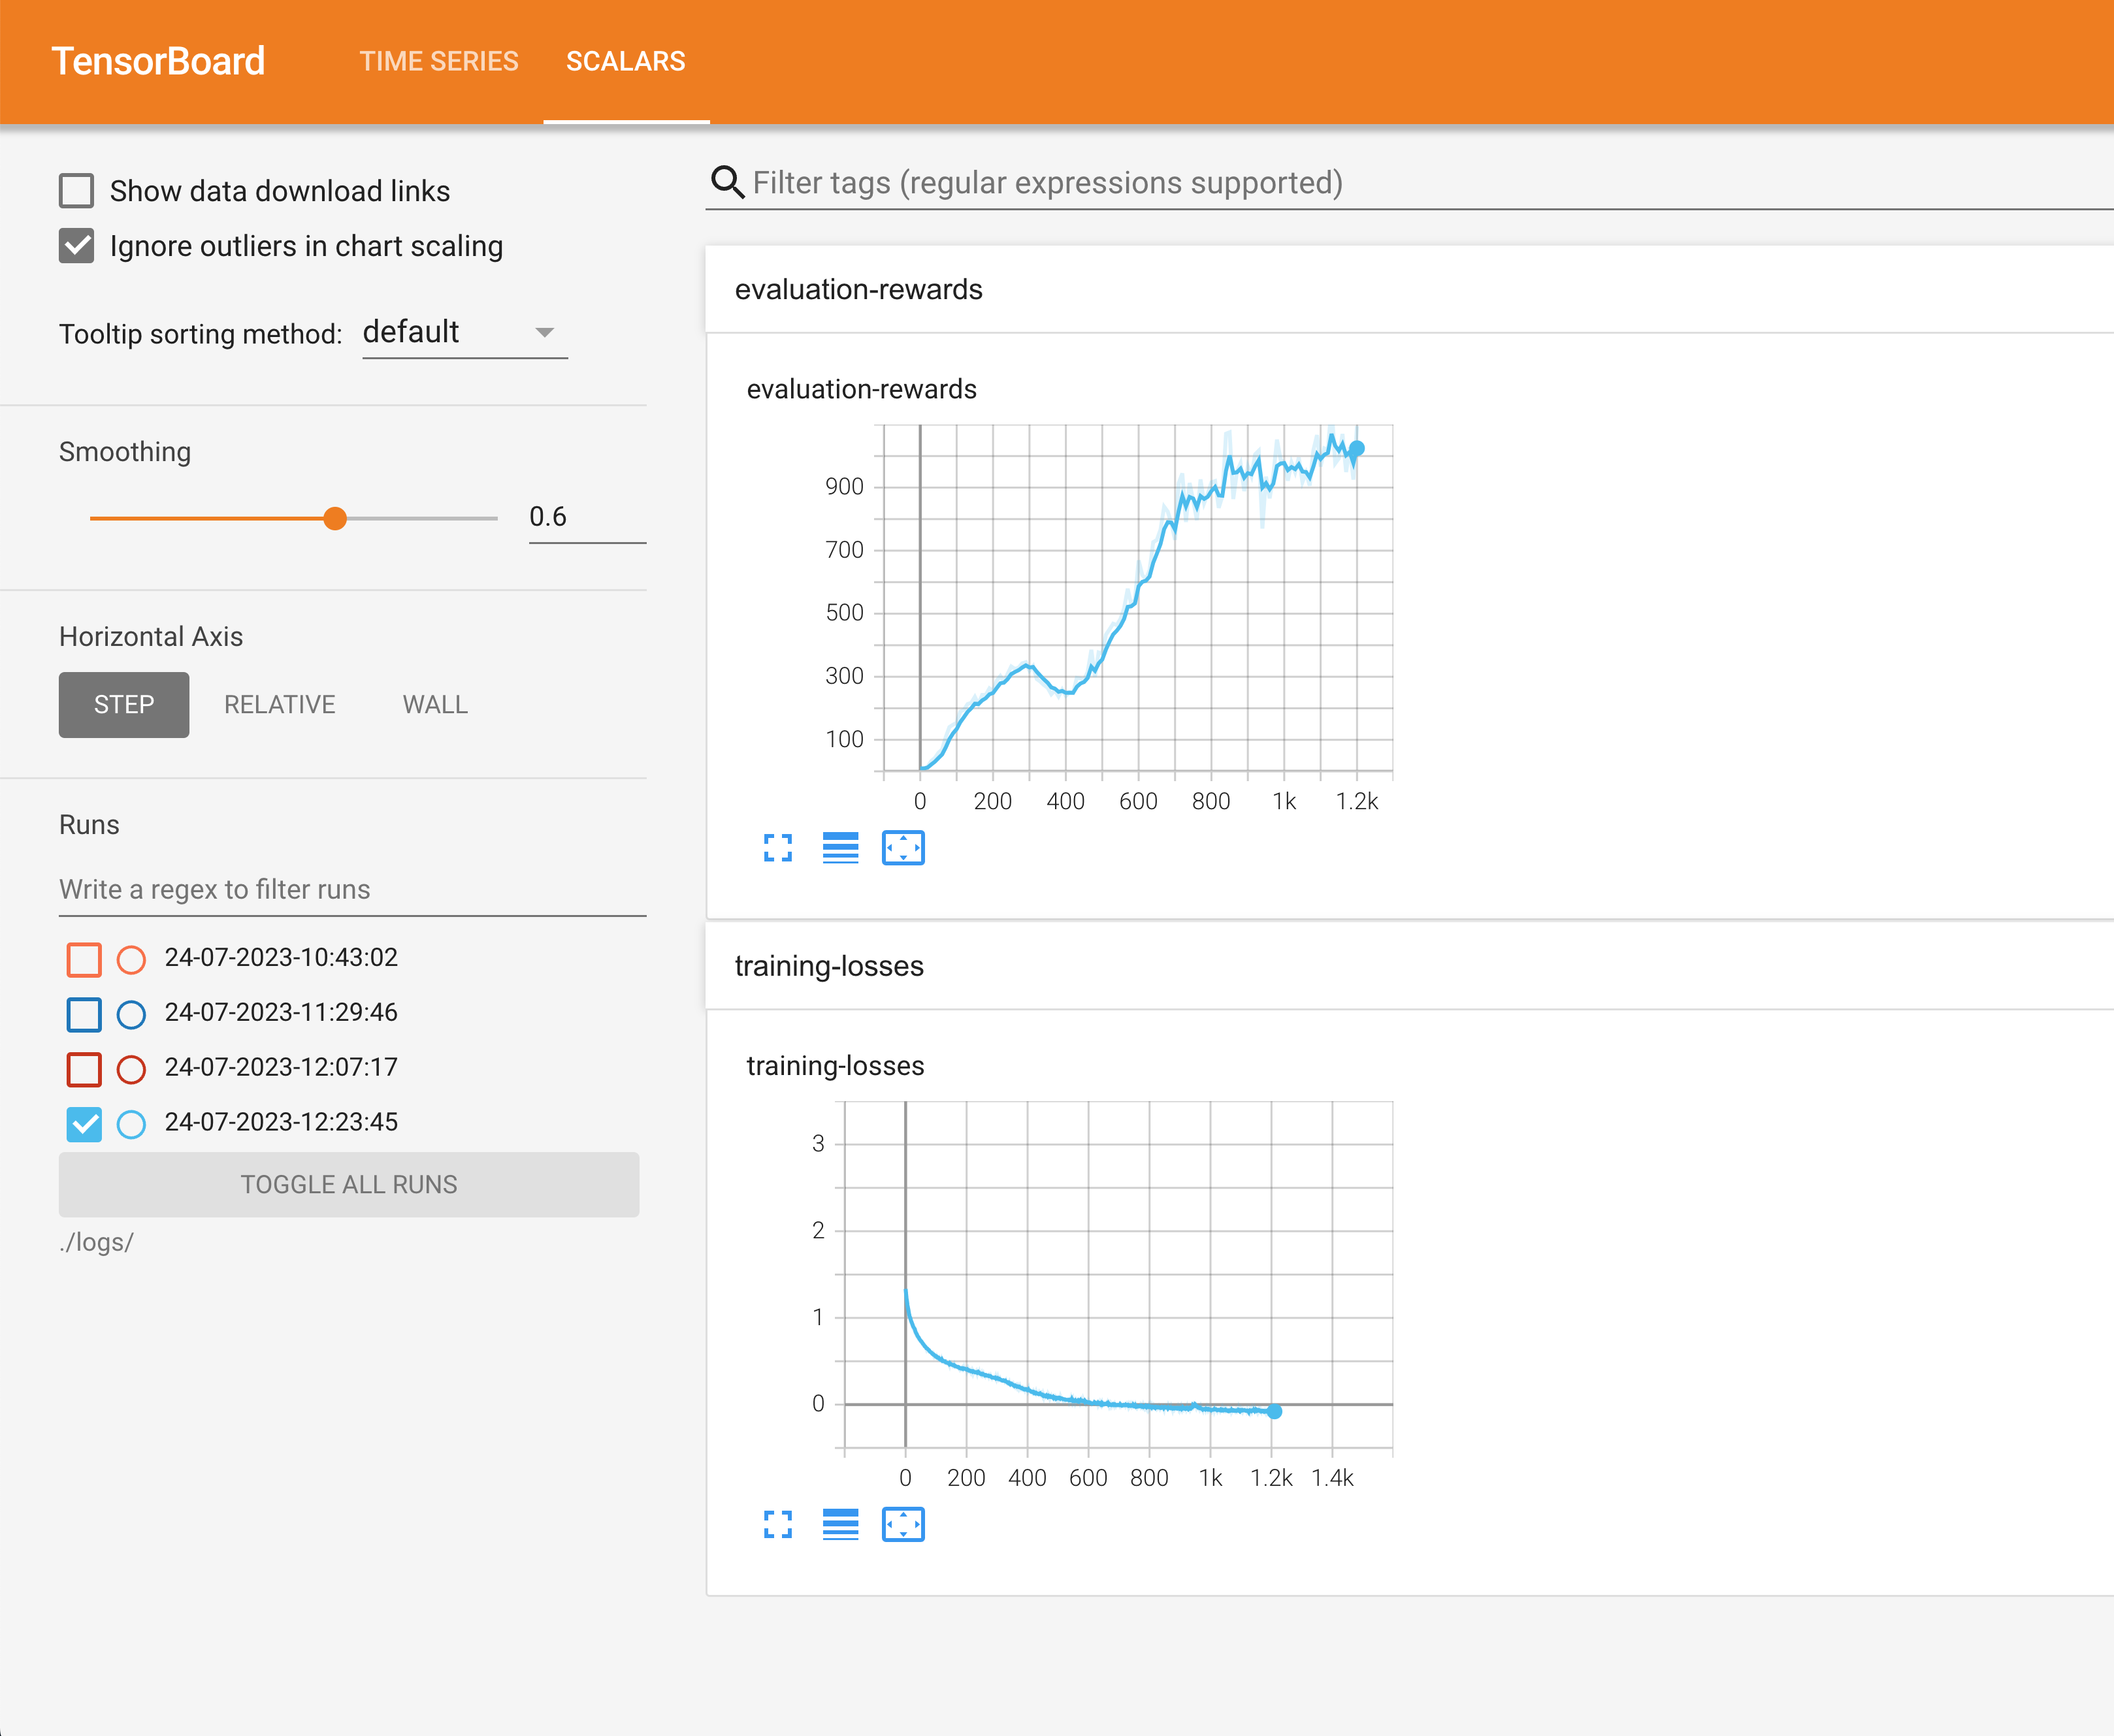 TensorBoard TIME SERIES SCALARS
Show data download links
Ignore outliers in chart scaling
Tooltip sorting method: default
Smoothing
0.6
Horizontal Axis
STEP RELATIVE WALL
Runs
Write a regex to filter runs
24-07-2023-10:43:02
24-07-2023-11:29:46
24-07-2023-12:07:17
24-07-2023-12:23:45
TOGGLE ALL RUNS
./logs/
Filter tags (regular expressions supported)
evaluation-rewards
evaluation-rewards
900
700
500
300
100
0 200 400 600 800 1k 1.2k
training-losses
training-losses
3
2
1
0
0 200 400 600 800 1k 1.2k 1.4k